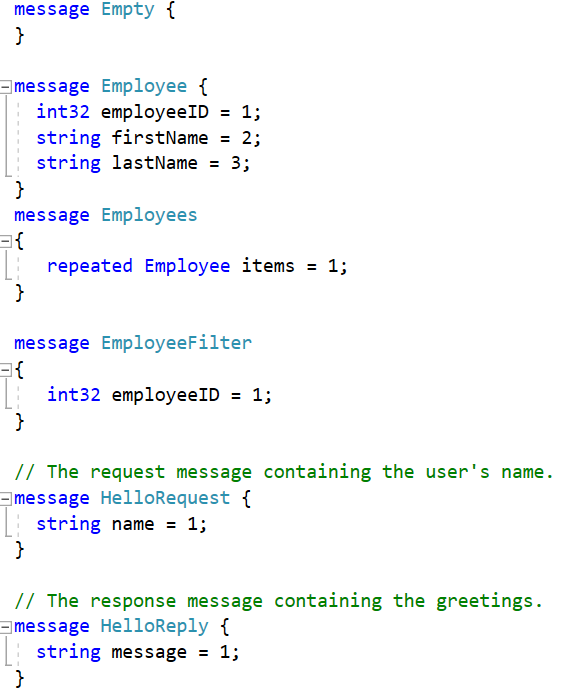 message Empty {
}
message Employee {
int32 employeeID = 1;
string firstName = 2;
string lastName = 3;
}
message Employees
{
repeated Employee items = 1;
}
message EmployeeFilter
{
int32 employeeID = 1;
}
// The request message containing the user's name.
message HelloRequest {
string name = 1;
}
// The response message containing the greetings.
message HelloReply {
string message = 1;
}